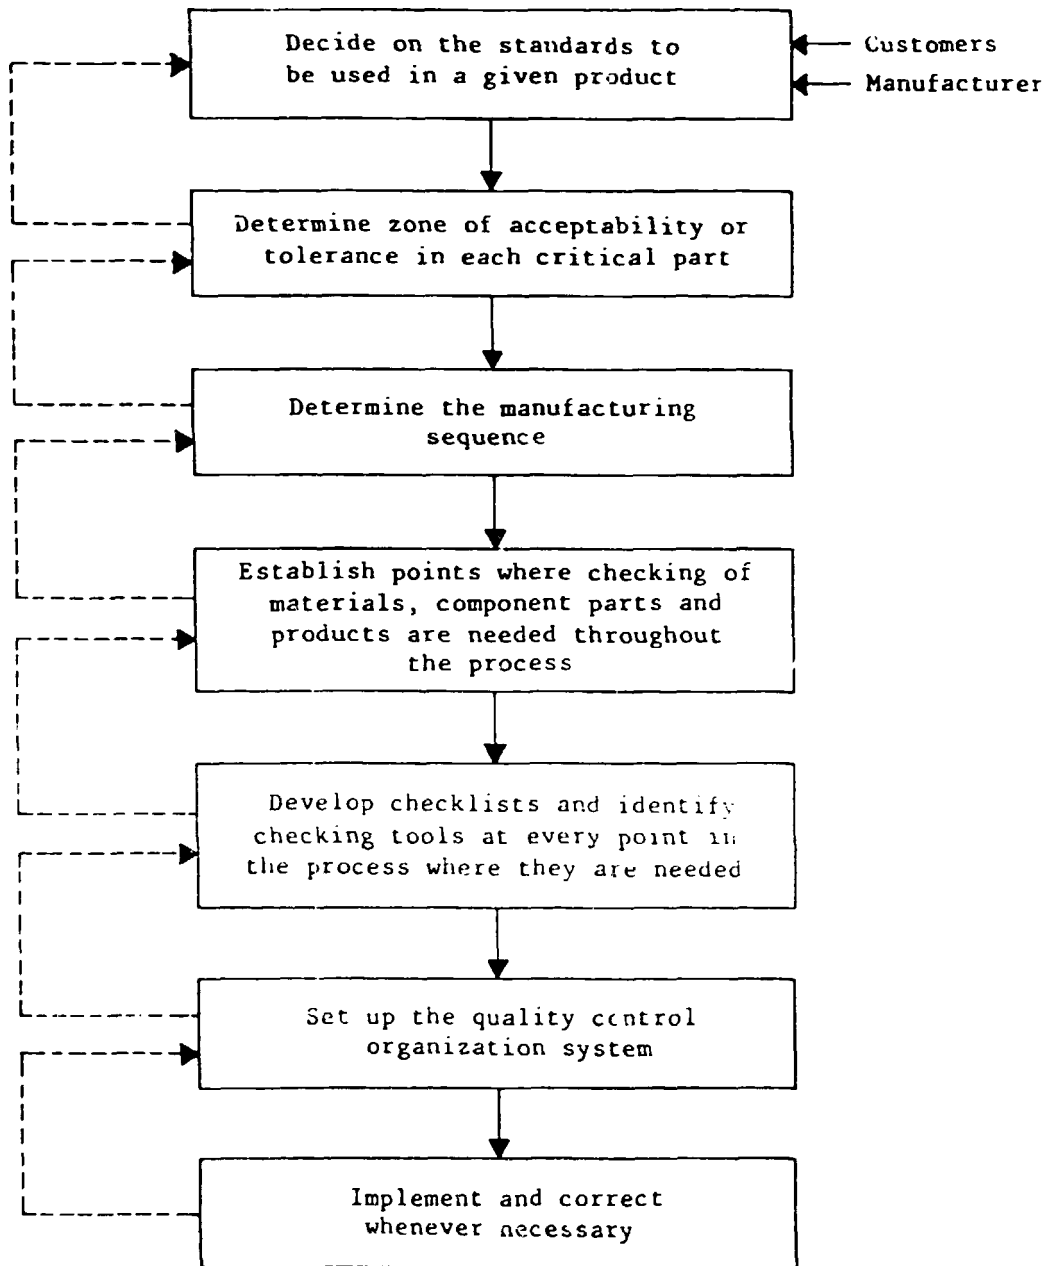 Decide on the standards to
be used in a given product
Customers
Manufacturer
Determine zone of acceptability or
tolerance in each critical part
Determine the manufacturing
sequence
Establish points where checking of
materials, component parts and
products are needed throughout
the process
Develop checklists and identify
checking tools at every point in
the process where they are needed
Set up the quality control
organization system
Implement and correct
whenever necessary